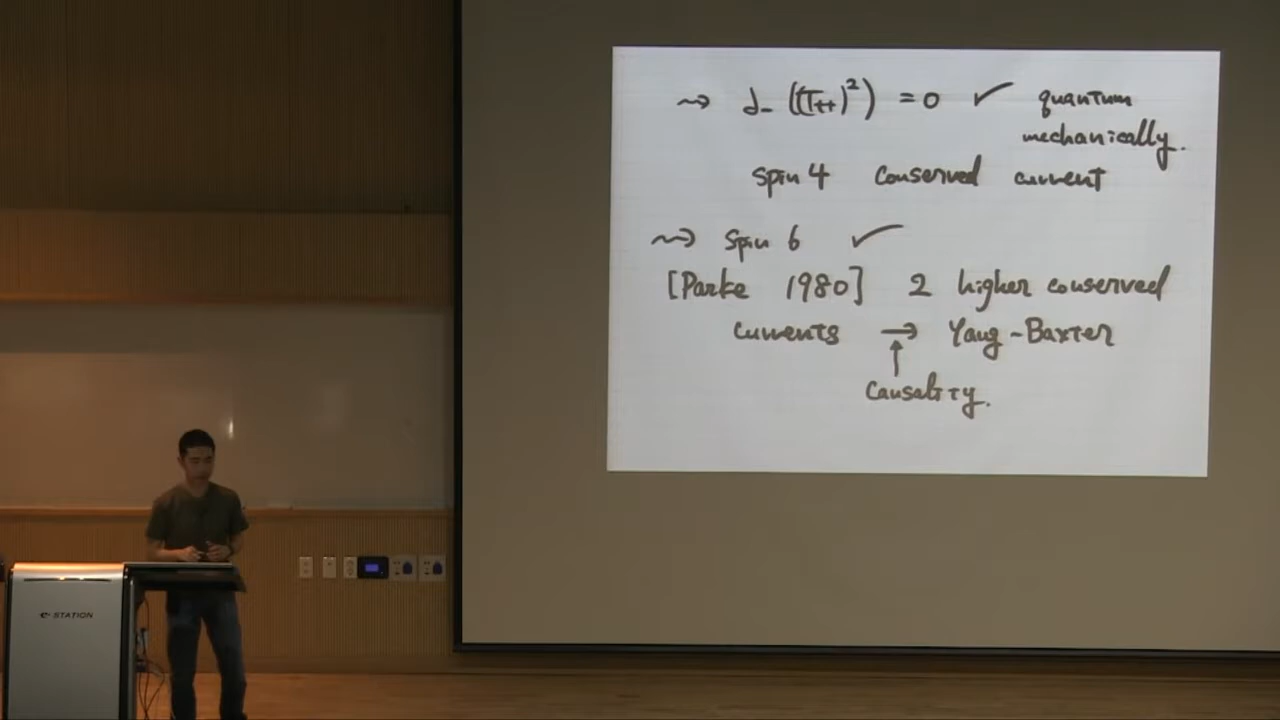 ⇝ ∂₋ ((T₊₊)²) = 0 ✓ quantum
mechanically.
Spin 4 conserved current
⇝ Spin 6 ✓
[Parke 1980] 2 higher conserved
currents → Yang-Baxter
↑
Causality.
e-STATION